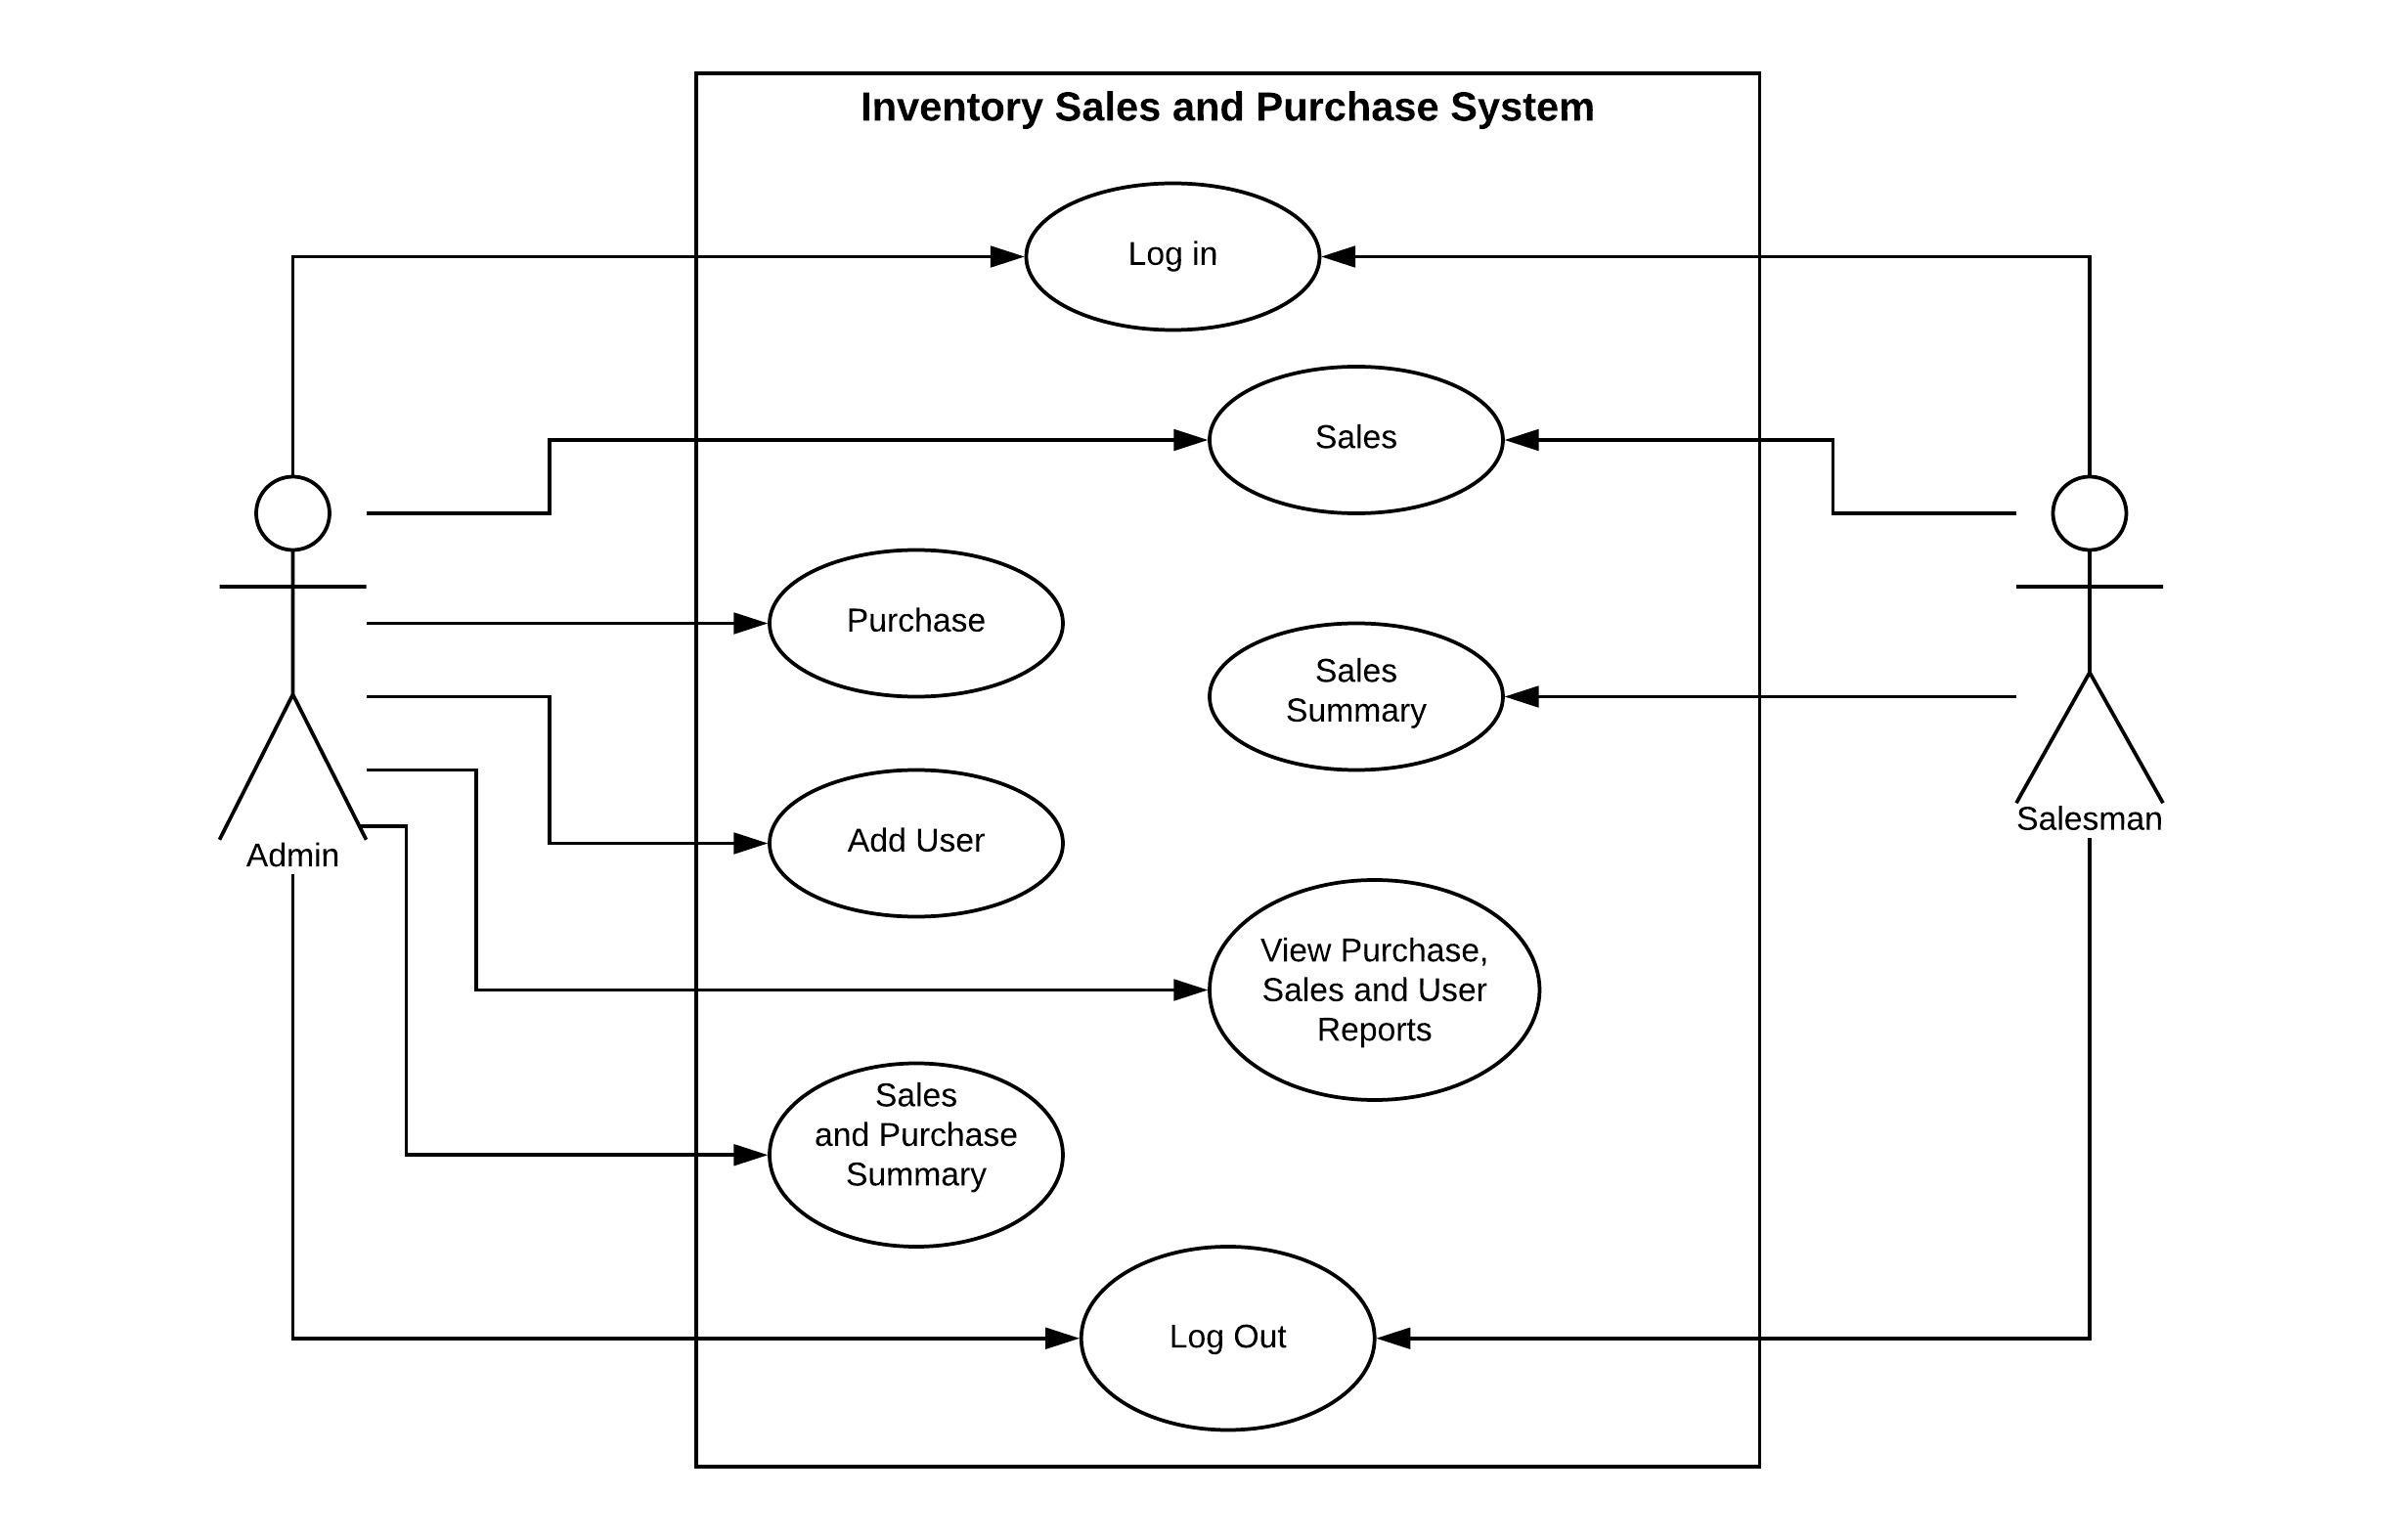 Inventory Sales and Purchase System
Log in
Sales
Purchase
Sales
Summary
Salesman
Add User
Admin
View Purchase,
Sales and User
Reports
Sales
and Purchase
Summary
Log Out